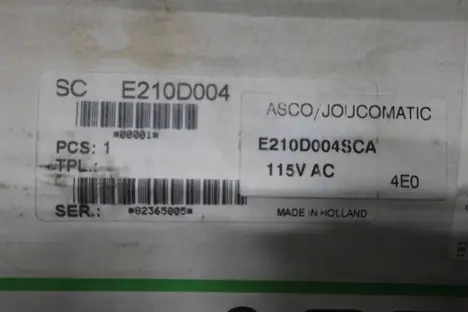 SC E210D004
*00001*
PCS: 1
TPL.:
SER.: *82365005*
ASCO/JOUCOMATIC
E210D004SCA
115V AC
4E0
MADE IN HOLLAND